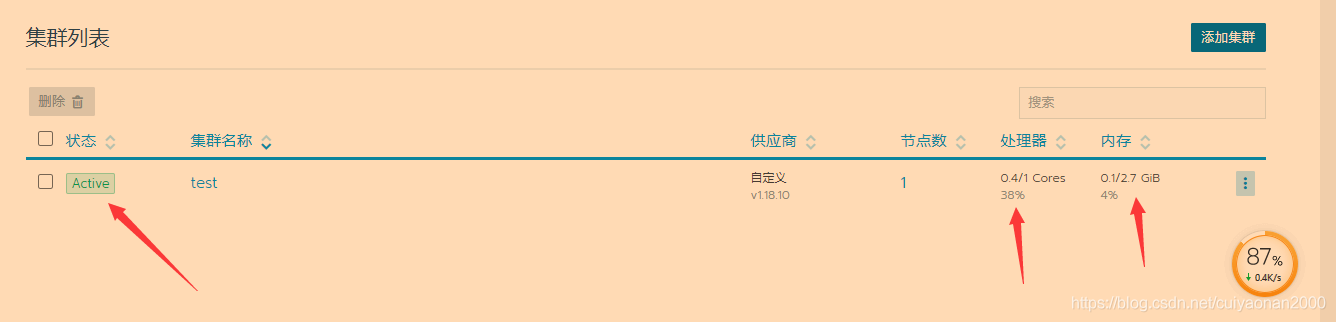 集群列表
添加集群
删除
搜索
状态 集群名称 供应商 节点数 处理器 内存
Active test 自定义 1 0.4/1 Cores 0.1/2.7 GiB
v1.18.10 38% 4%
87%
0.4K/s
https://blog.csdn.net/cuiyaonan2000